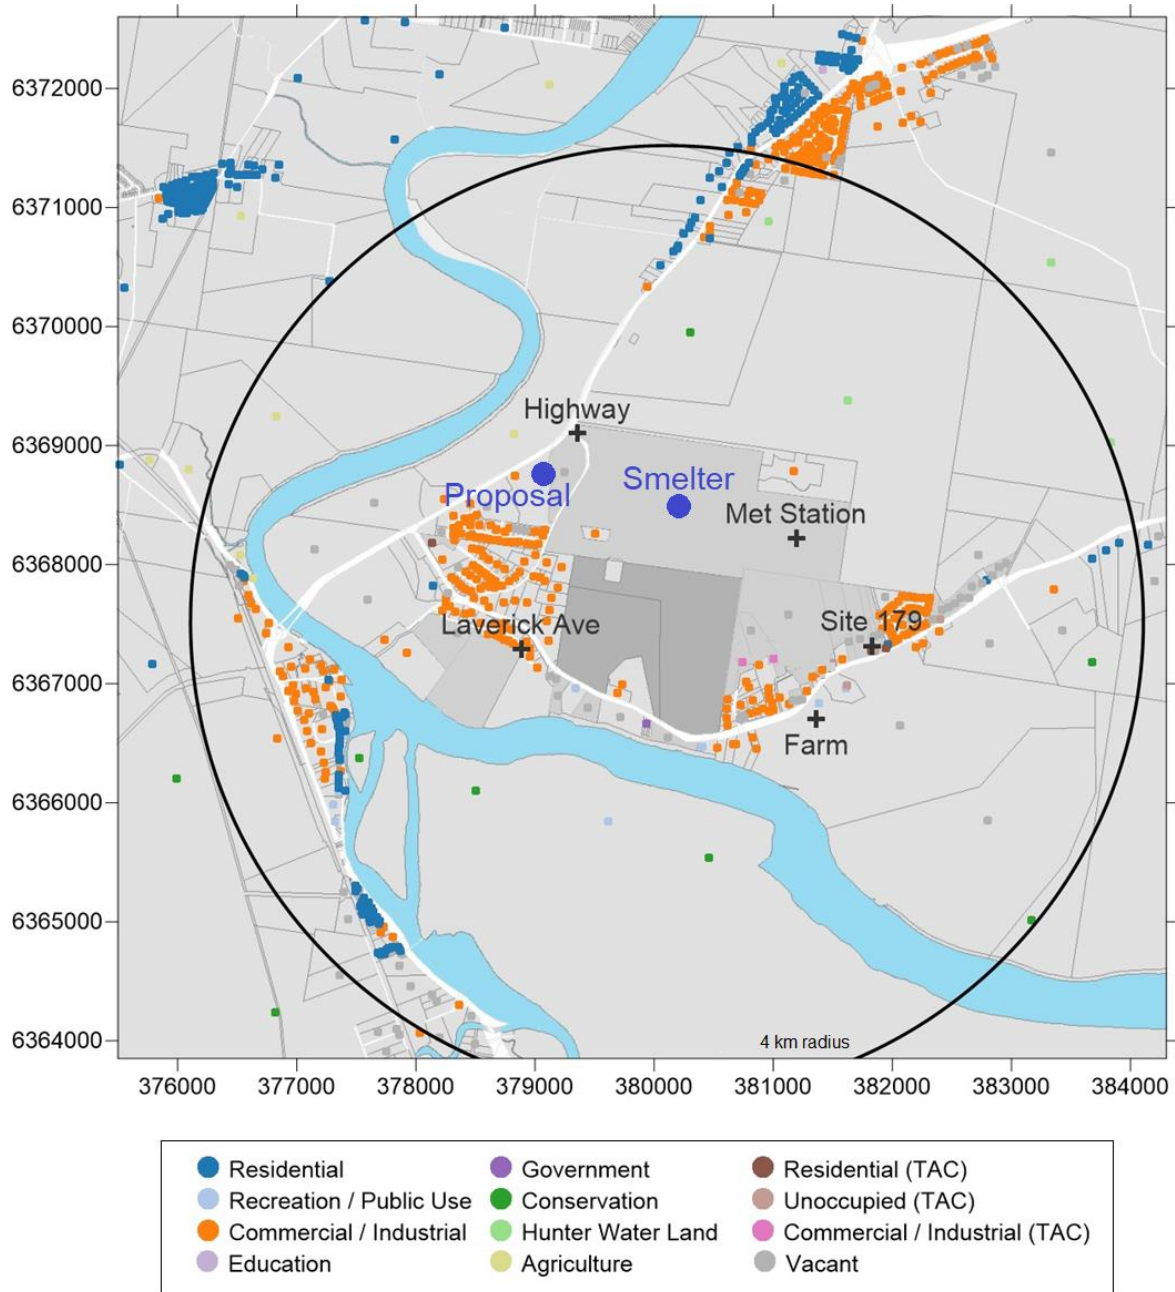 6372000
6371000
6370000
Highway
6369000
Smelter
Proposal
Met Station
6368000
Laverick Ave
Site 179
6367000
Farm
6366000
6365000
6364000
4 km radius
376000 377000 378000 379000 380000 381000 382000 383000 384000
Residential Government Residential (TAC)
Recreation / Public Use Conservation Unoccupied (TAC)
Commercial / Industrial Hunter Water Land Commercial / Industrial (TAC)
Education Agriculture Vacant